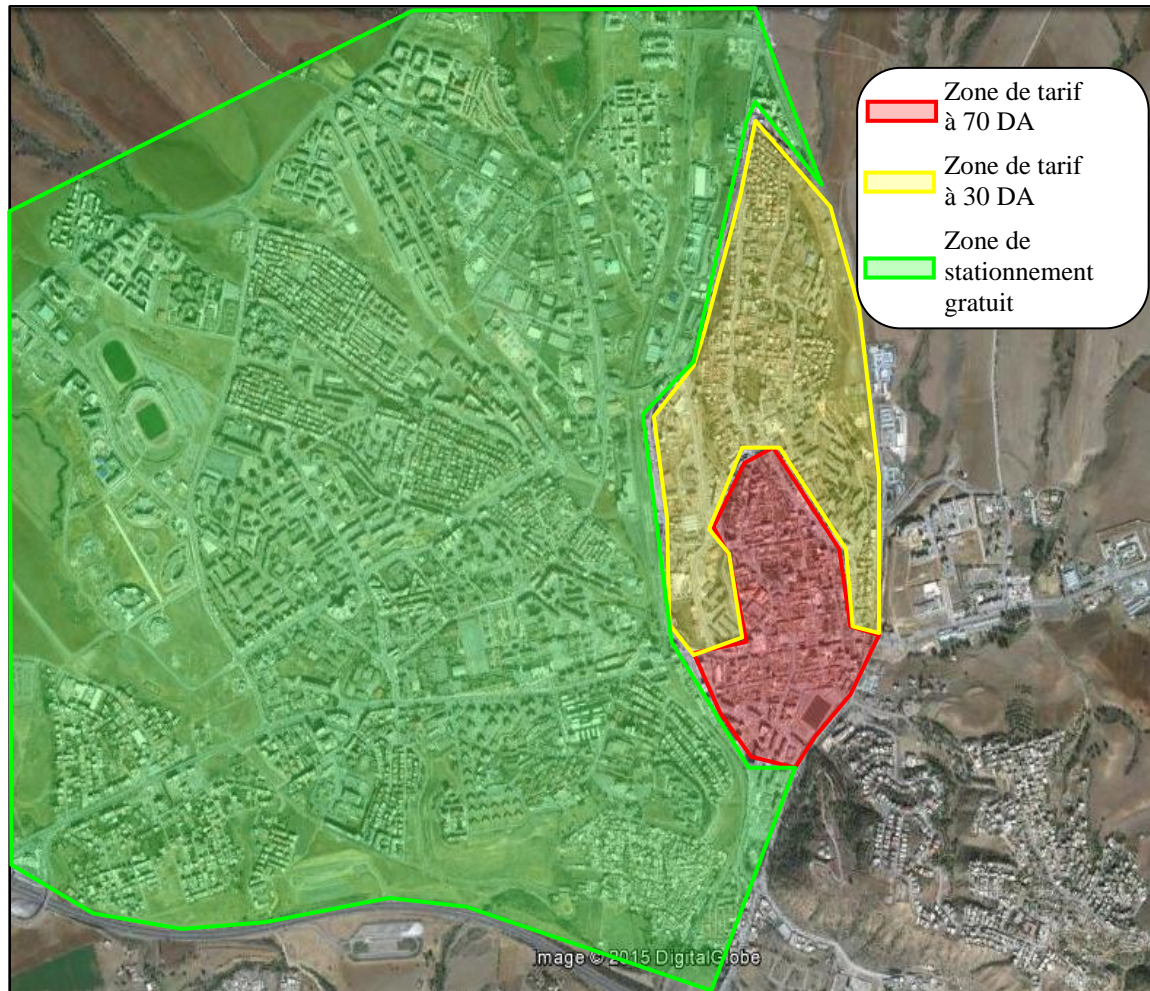 Zone de tarif
à 70 DA
Zone de tarif
à 30 DA
Zone de
stationnement
gratuit
Image © 2015 DigitalGlobe